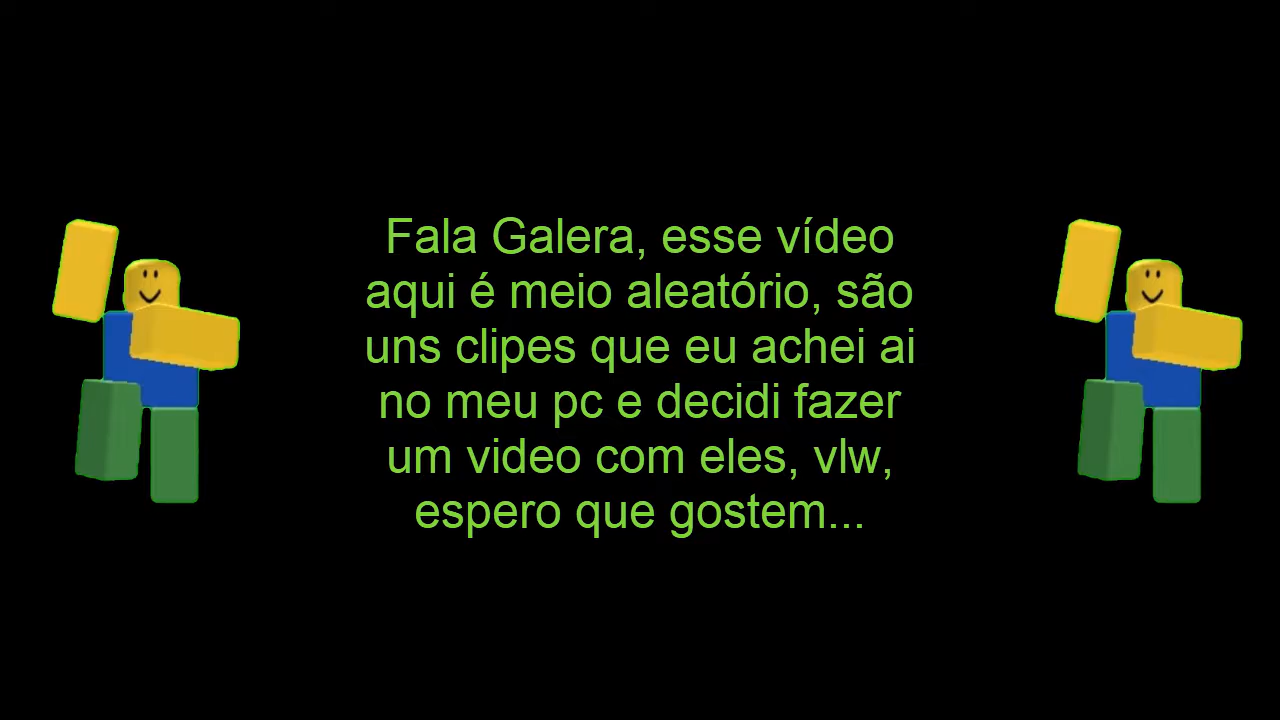 Fala Galera, esse vídeo
aqui é meio aleatório, são
uns clipes que eu achei ai
no meu pc e decidi fazer
um video com eles, vlw,
espero que gostem...